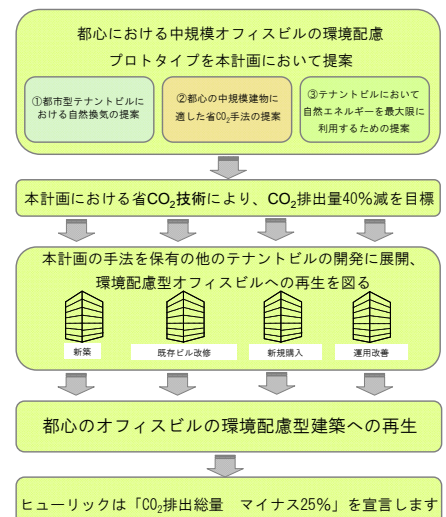 都心における中規模オフィスビルの環境配慮
プロトタイプを本計画において提案
①都市型テナントビルに
おける自然換気の提案
②都心の中規模建物に
適した省CO₂手法の提案
③テナントビルにおいて
自然エネルギーを最大限に
利用するための提案
本計画における省CO₂技術により、CO₂排出量40%減を目標
本計画の手法を保有の他のテナントビルの開発に展開、
環境配慮型オフィスビルへの再生を図る
新築
既存ビル改修
新規購入
運用改善
都心のオフィスビルの環境配慮型建築への再生
ヒューリックは「CO₂排出総量　マイナス25%」を宣言します